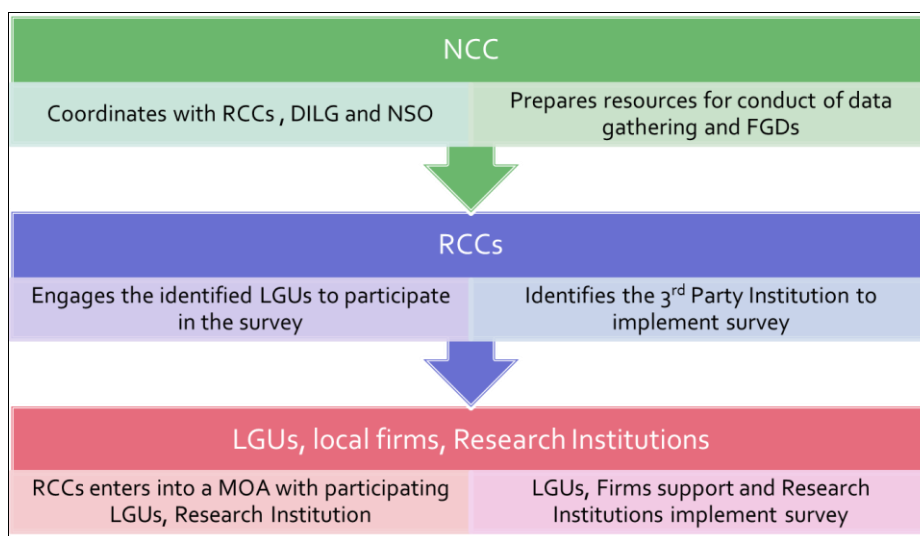 NCC
Coordinates with RCCs , DILG and NSO
Prepares resources for conduct of data
gathering and FGDs
RCCs
Engages the identified LGUs to participate
in the survey
Identifies the 3rd Party Institution to
implement survey
LGUs, local firms, Research Institutions
RCCs enters into a MOA with participating
LGUs, Research Institution
LGUs, Firms support and Research
Institutions implement survey